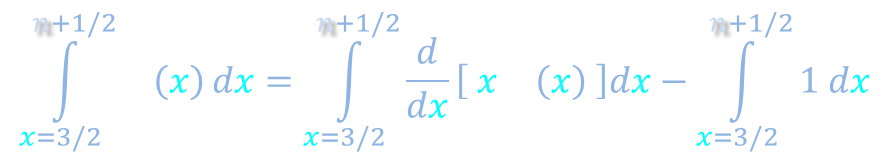 ∫_{x=3/2}^{n+1/2} (x) dx = ∫_{x=3/2}^{n+1/2} d/dx [ x (x) ]dx − ∫_{x=3/2}^{n+1/2} 1 dx